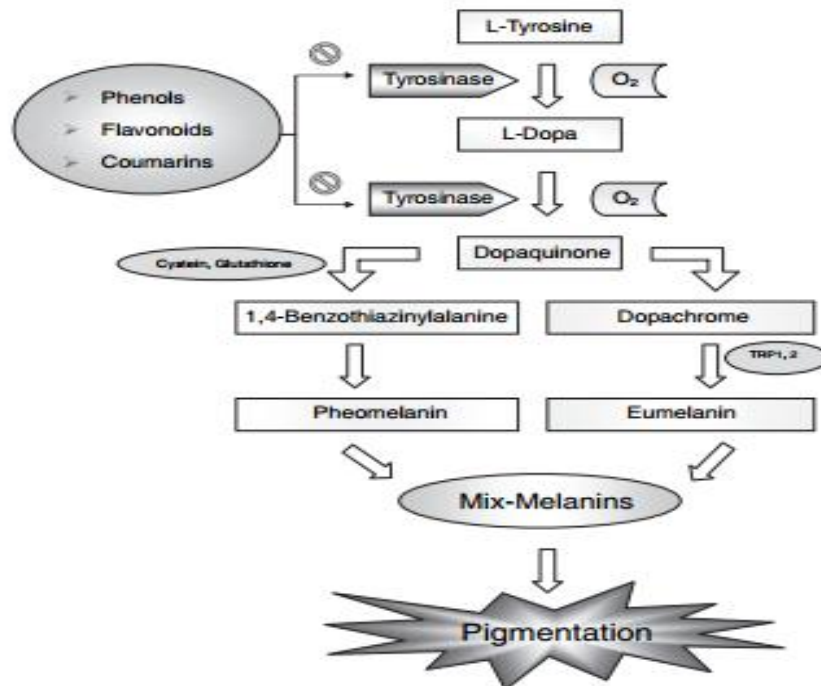 L-Tyrosine
Phenols
Flavonoids
Coumarins
Tyrosinase
O₂
L-Dopa
Tyrosinase
O₂
Cystein, Glutathione
Dopaquinone
1,4-Benzothiazinylalanine
Dopachrome
TRP1, 2
Pheomelanin
Eumelanin
Mix-Melanins
Pigmentation